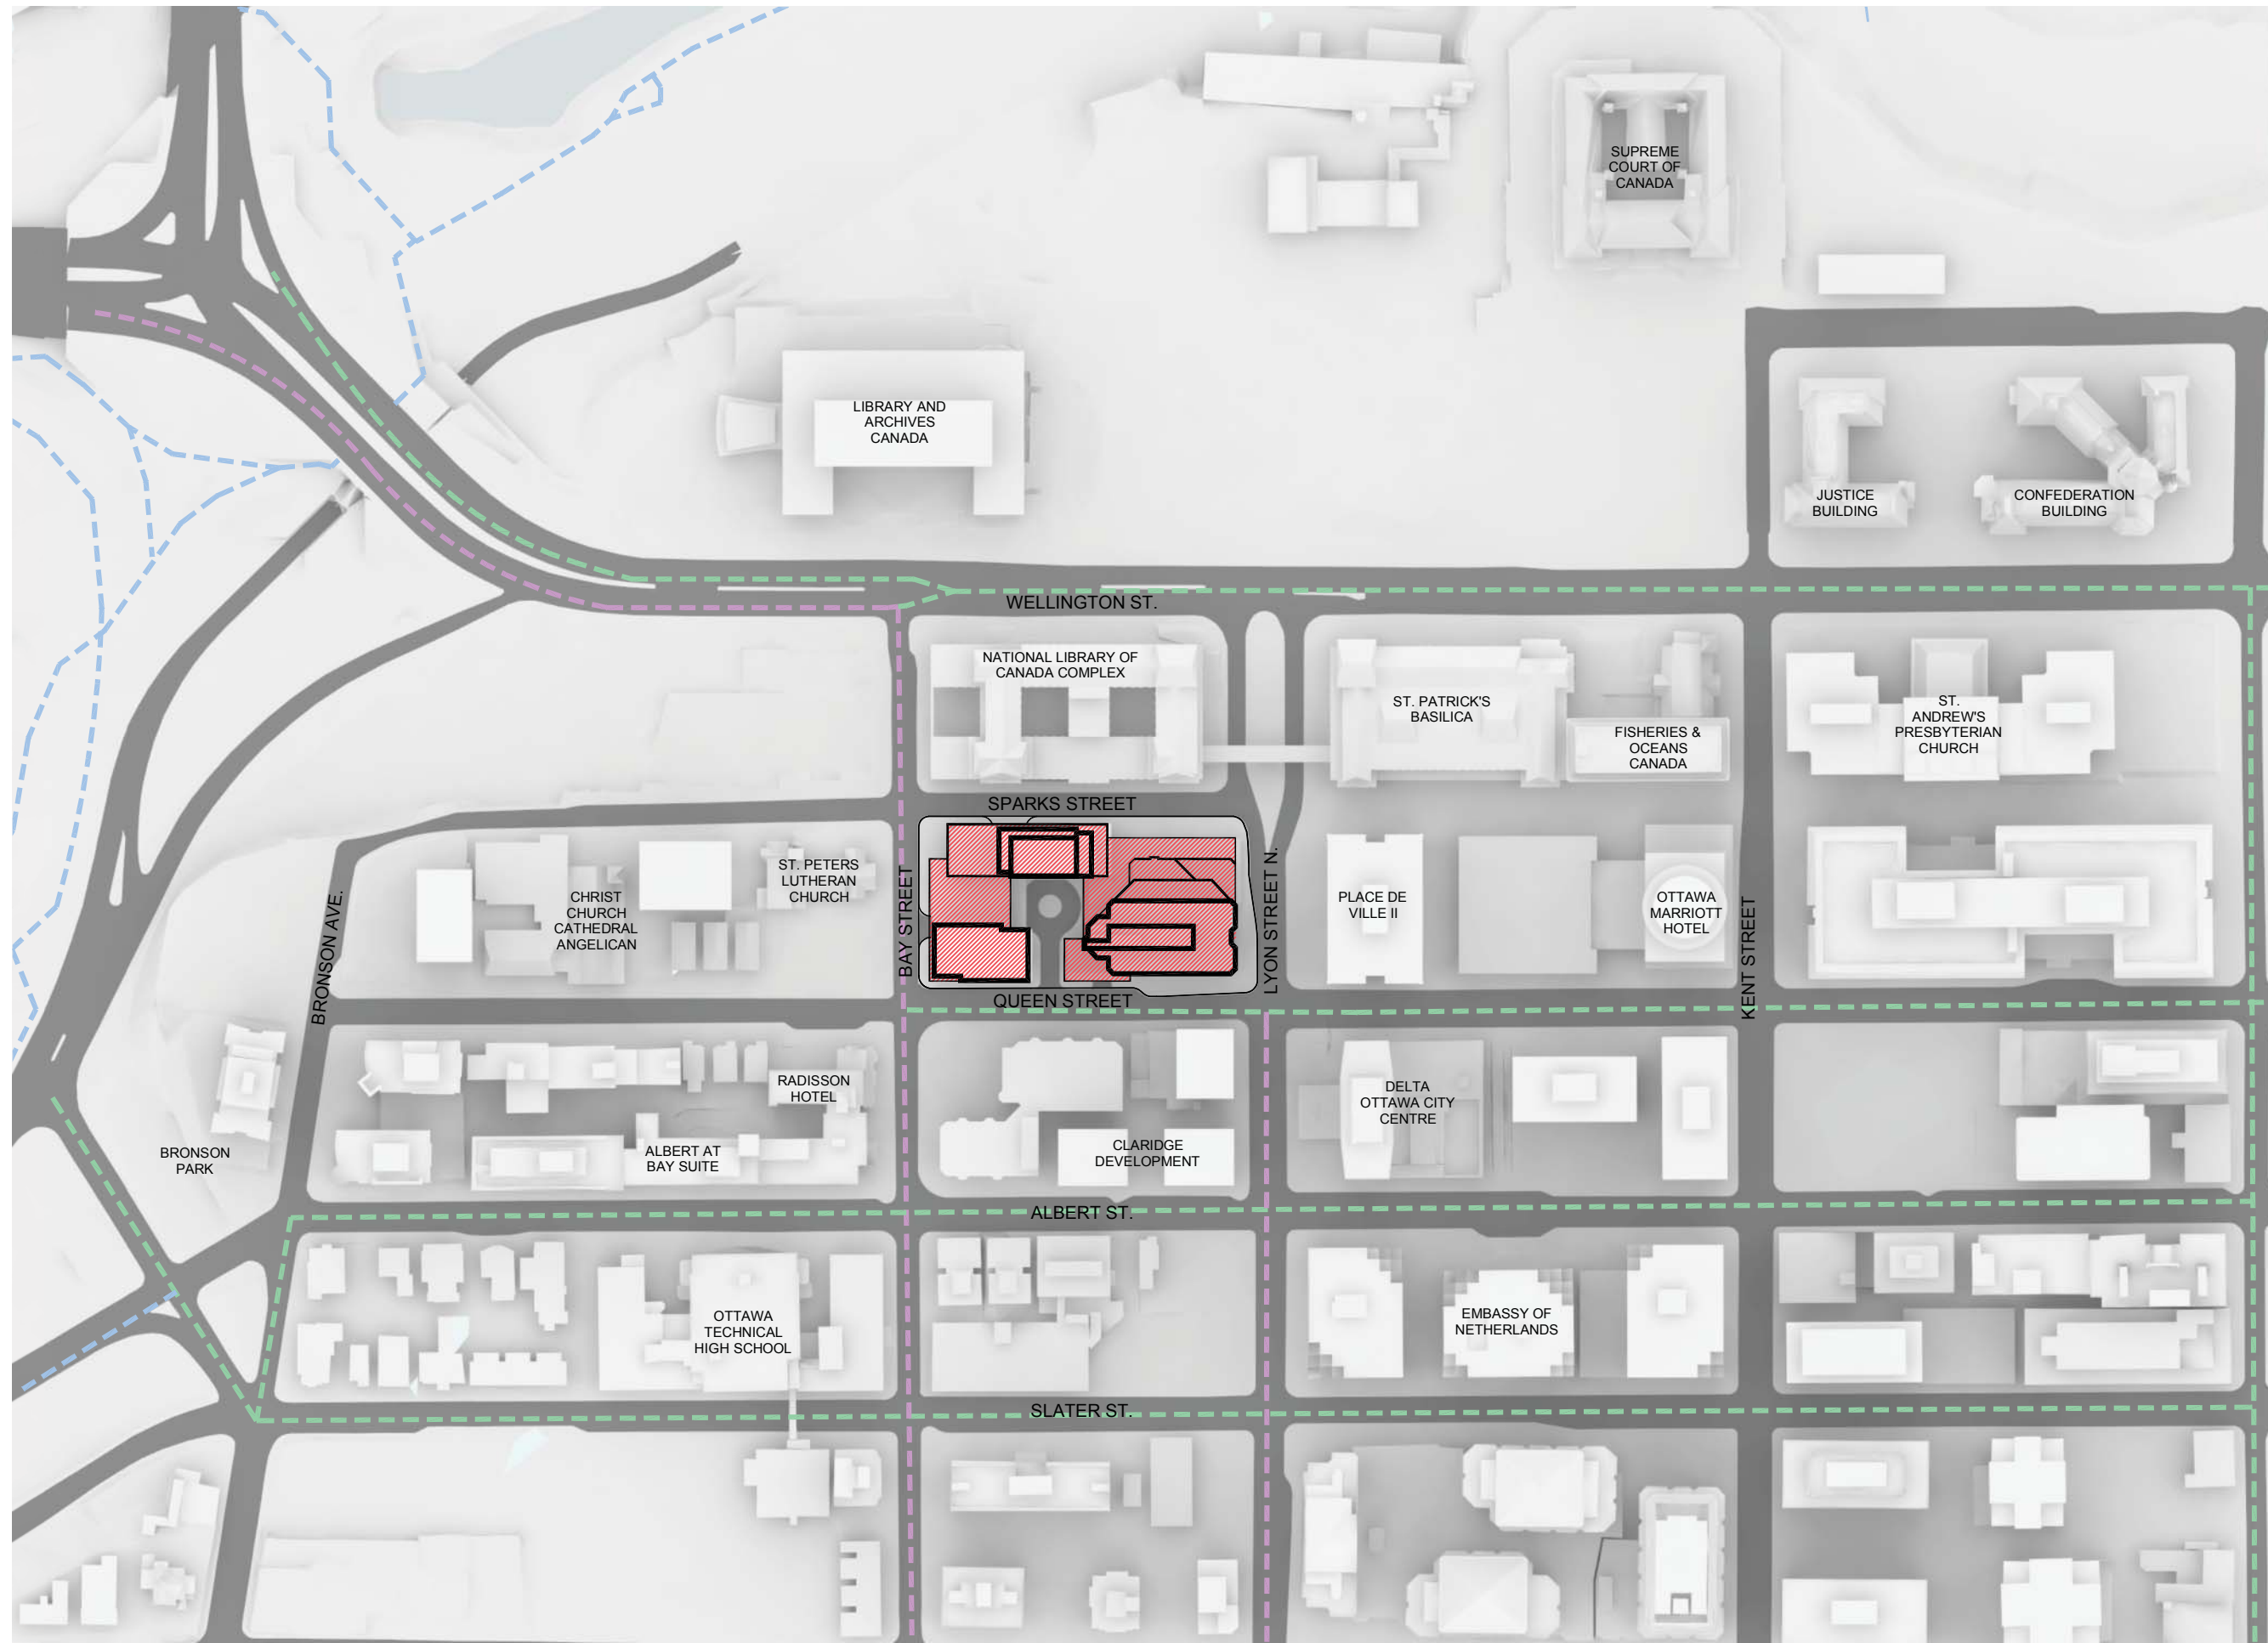 SUPREME
COURT OF
CANADA
LIBRARY AND
ARCHIVES
CANADA
JUSTICE
BUILDING
CONFEDERATION
BUILDING
WELLINGTON ST.
NATIONAL LIBRARY OF
CANADA COMPLEX
ST. PATRICK'S
BASILICA
FISHERIES &
OCEANS
CANADA
ST.
ANDREW'S
PRESBYTERIAN
CHURCH
SPARKS STREET
ST. PETERS
LUTHERAN
CHURCH
CHRIST
CHURCH
CATHEDRAL
ANGELICAN
BRONSON AVE.
BAY STREET
LYON STREET N.
PLACE DE
VILLE II
OTTAWA
MARRIOTT
HOTEL
KENT STREET
QUEEN STREET
RADISSON
HOTEL
DELTA
OTTAWA CITY
CENTRE
BRONSON
PARK
ALBERT AT
BAY SUITE
CLARIDGE
DEVELOPMENT
ALBERT ST.
OTTAWA
TECHNICAL
HIGH SCHOOL
EMBASSY OF
NETHERLANDS
SLATER ST.